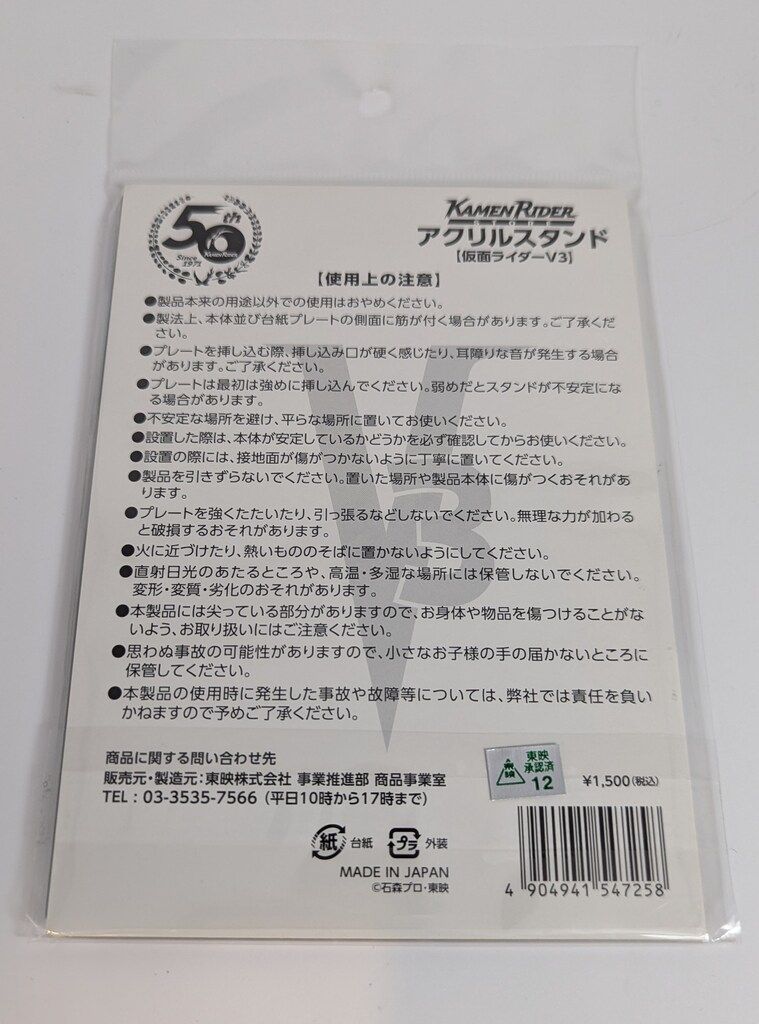 50th
Since 1971
KAMEN RIDER
KAMEN RIDER
アクリルスタンド
【仮面ライダーV3】
【使用上の注意】
●製品本来の用途以外での使用はおやめください。
●製法上、本体並び台紙プレートの側面に筋が付く場合があります。ご了承くだ
さい。
●プレートを挿し込む際、挿し込み口が硬く感じたり、耳障りな音が発生する場合
があります。ご了承ください。
●プレートは最初は強めに挿し込んでください。弱めだとスタンドが不安定にな
る場合があります。
●不安定な場所を避け、平らな場所に置いてお使いください。
●設置した際は、本体が安定しているかどうかを必ず確認してからお使いください。
●設置の際には、接地面が傷がつかないように丁寧に置いてください。
●製品を引きずらないでください。置いた場所や製品本体に傷がつくおそれがあ
ります。
●プレートを強くたたいたり、引っ張るなどしないでください。無理な力が加わる
と破損するおそれがあります。
●火に近づけたり、熱いもののそばに置かないようにしてください。
●直射日光のあたるところや、高温・多湿な場所には保管しないでください。
変形・変質・劣化のおそれがあります。
●本製品には尖っている部分がありますので、お身体や物品を傷つけることがな
いよう、お取り扱いにはご注意ください。
●思わぬ事故の可能性がありますので、小さなお子様の手の届かないところに
保管してください。
●本製品の使用時に発生した事故や故障等については、弊社では責任を負い
かねますので予めご了承ください。
V3
商品に関する問い合わせ先
販売元・製造元:東映株式会社 事業推進部 商品事業室
TEL : 03-3535-7566 (平日10時から17時まで)
東映
承認済
12
¥1,500(税込)
紙 台紙 プラ 外装
MADE IN JAPAN
©石森プロ・東映
4 904941 547258